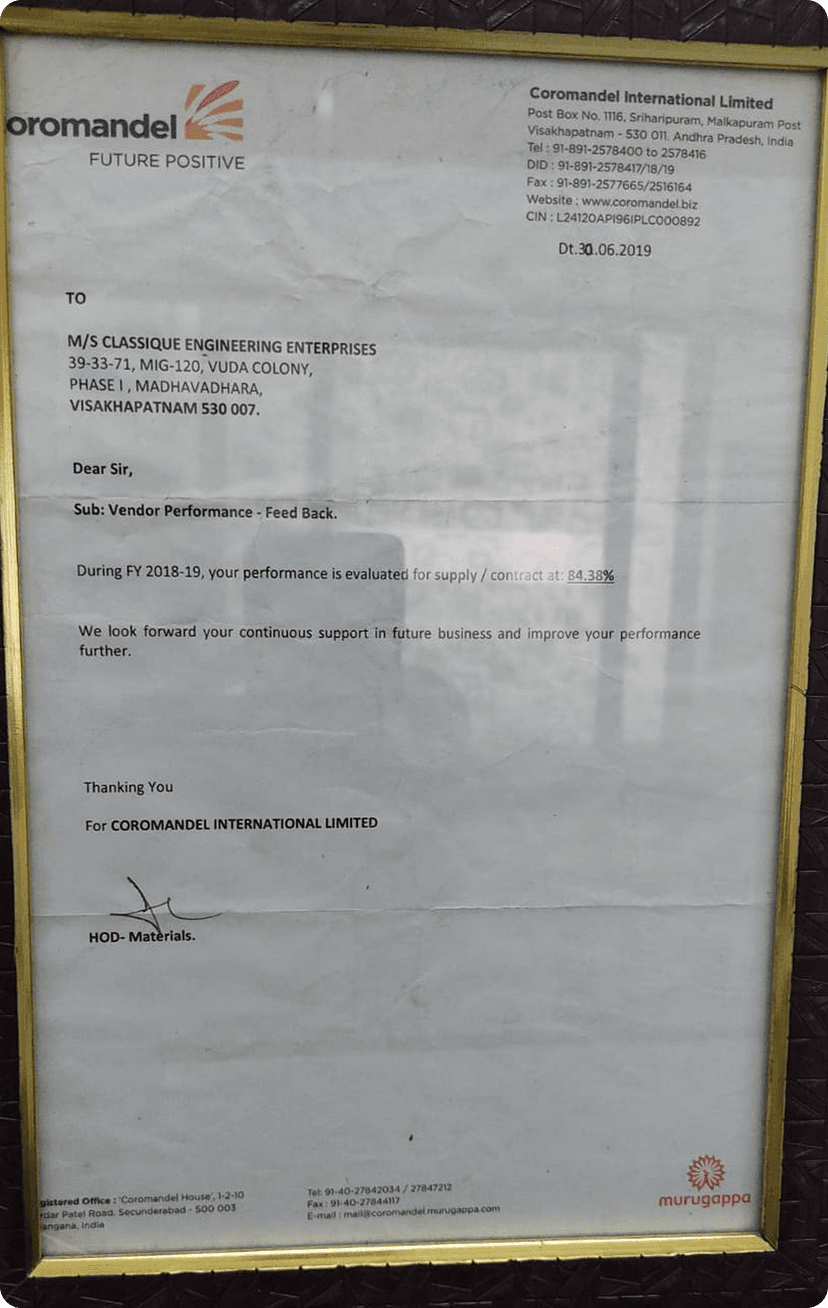 oromandel
FUTURE POSITIVE
Coromandel International Limited
Post Box No. 1116, Sriharipuram, Malkapuram Post
Visakhapatnam - 530 011. Andhra Pradesh, India
Tel : 91-891-2578400 to 2578416
DID : 91-891-2578417/18/19
Fax : 91-891-2577665/2516164
Website : www.coromandel.biz
CIN : L24120AP1961PLC000892
Dt.30.06.2019
TO
M/S CLASSIQUE ENGINEERING ENTERPRISES
39-33-71, MIG-120, VUDA COLONY,
PHASE I , MADHAVADHARA,
VISAKHAPATNAM 530 007.
Dear Sir,
Sub: Vendor Performance - Feed Back.
During FY 2018-19, your performance is evaluated for supply / contract at: 84.38%
We look forward your continuous support in future business and improve your performance
further.
Thanking You
For COROMANDEL INTERNATIONAL LIMITED
HOD- Materials.
gistered Office : 'Coromandel House', 1-2-10
rdar Patel Road, Secunderabad - 500 003
angana, India
Tel: 91-40-27842034 / 27847212
Fax : 91-40-27844117
E-mail : mail@coromandel.murugappa.com
murugappa